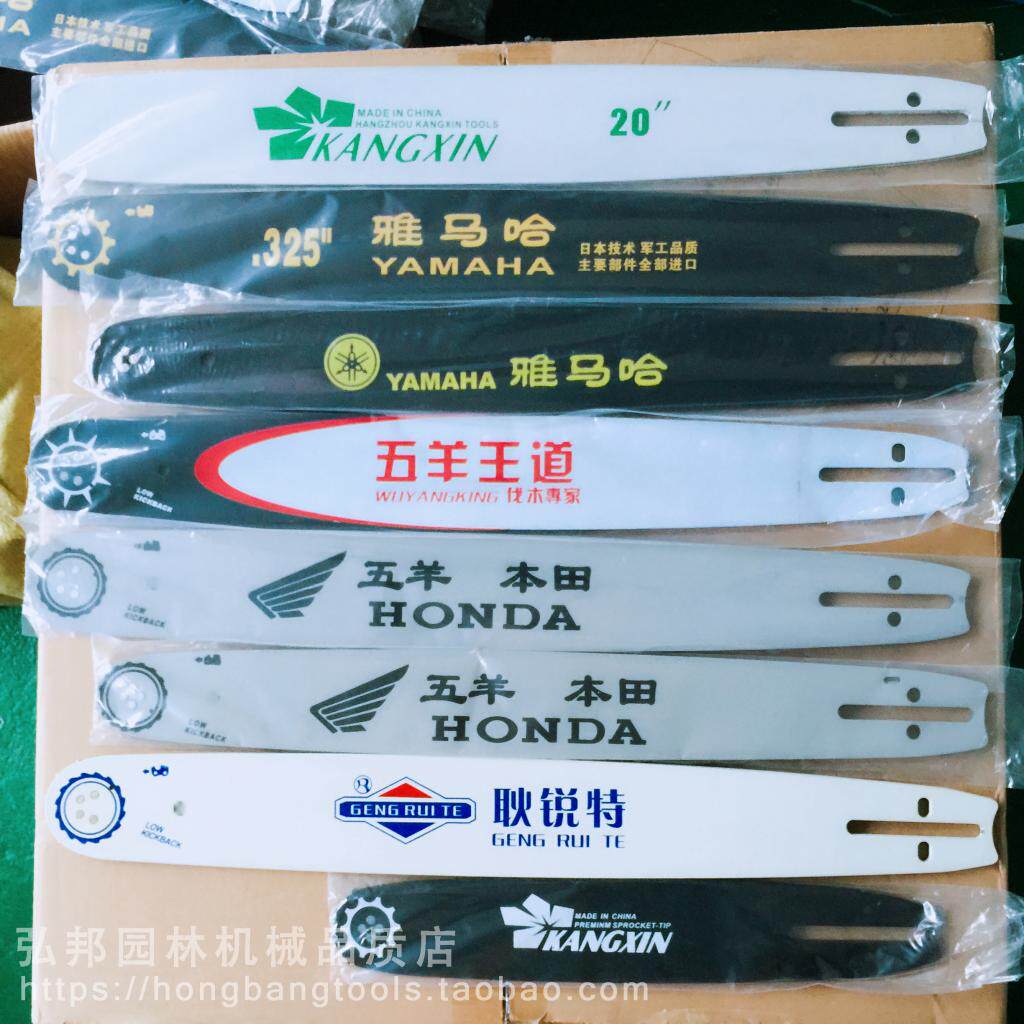 日本技术 军工品质
主要部件全部进口
MADE IN CHINA
HANGZHOU KANGXIN TOOLS
KANGXIN
20"
.325"
雅马哈
YAMAHA
日本技术 军工品质
主要部件全部进口
YAMAHA 雅马哈
五羊王道
WUYANGKING 伐木專家
LOW
KICKBACK
五羊 本田
HONDA
LOW
KICKBACK
五羊 本田
HONDA
LOW
KICKBACK
R
GENG RUI TE
耿锐特
GENG RUI TE
LOW
KICKBACK
MADE IN CHINA
PREMINM SPROCKET-TIP
KANGXIN
弘邦园林机械品质店
https://hongbangtools.taobao.com